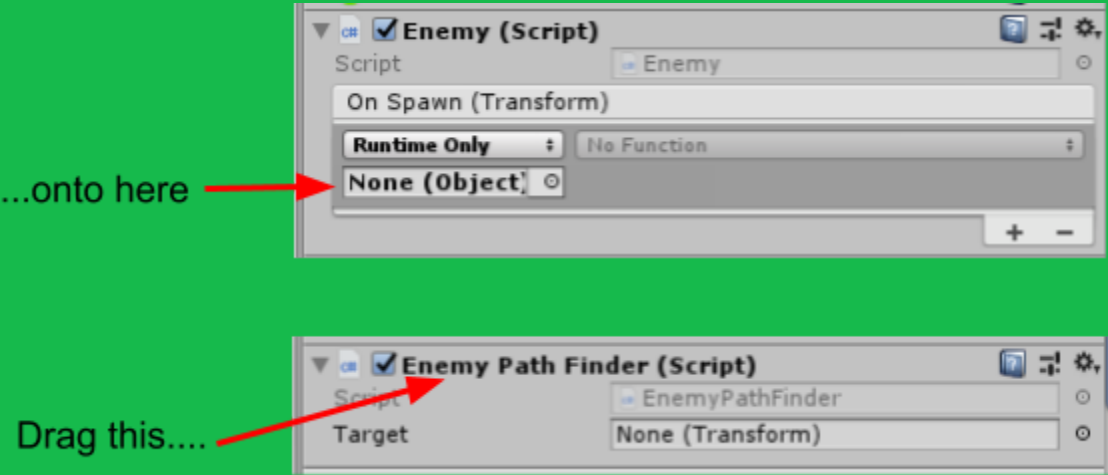 Enemy (Script)
Script Enemy
On Spawn (Transform)
Runtime Only No Function
...onto here
None (Object)
+ -
Enemy Path Finder (Script)
Script EnemyPathFinder
Drag this....
Target None (Transform)